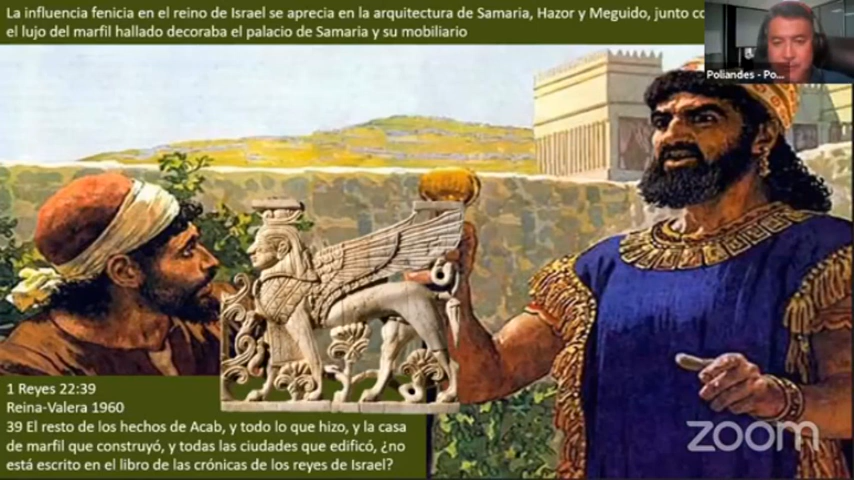 La influencia fenicia en el reino de Israel se aprecia en la arquitectura de Samaria, Hazor y Meguido, junto
el lujo del marfil hallado decoraba el palacio de Samaria y su mobiliario
Poliandes - Po...
1 Reyes 22:39
Reina-Valera 1960
39 El resto de los hechos de Acab, y todo lo que hizo, y la casa
de marfil que construyó, y todas las ciudades que edificó, ¿no
está escrito en el libro de las crónicas de los reyes de Israel?
zoom